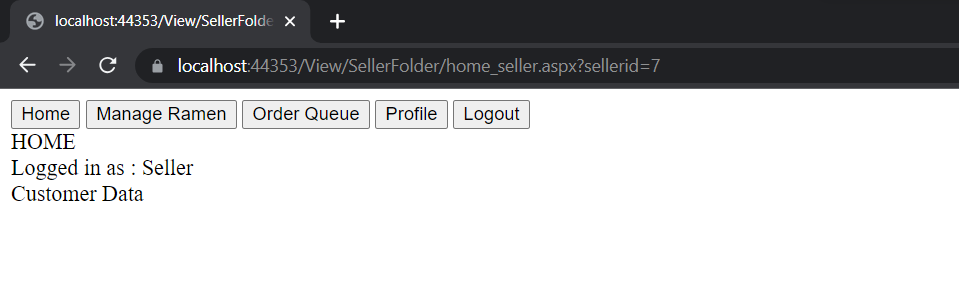 localhost:44353/View/SellerFolde
localhost:44353/View/SellerFolder/home_seller.aspx?sellerid=7
Home Manage Ramen Order Queue Profile Logout
HOME
Logged in as : Seller
Customer Data